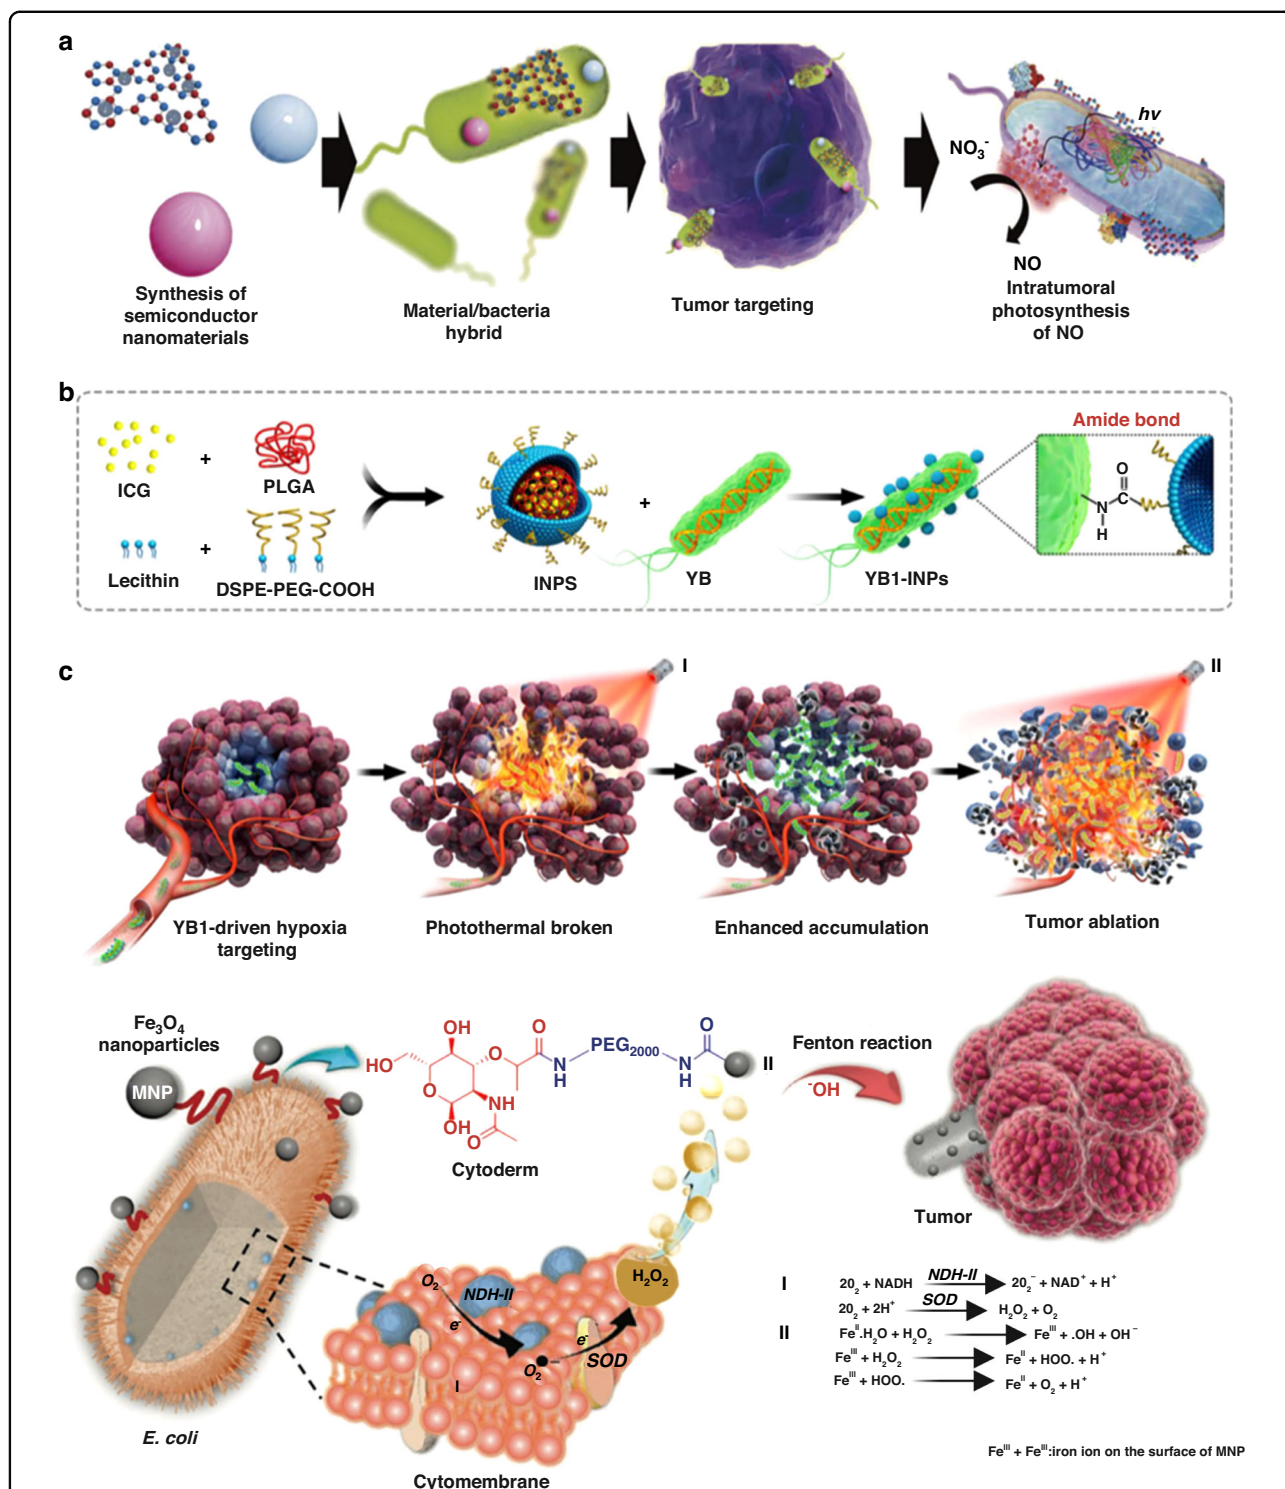 a
hv
NO3-
NO
Synthesis of
semiconductor
nanomaterials
Material/bacteria
hybrid
Tumor targeting
Intratumoral
photosynthesis
of NO
b
Amide bond
ICG
+
PLGA
Lecithin
+
DSPE-PEG-COOH
INPS
+
YB
YB1-INPs
O
C
N
H
c
I
II
YB1-driven hypoxia
targeting
Photothermal broken
Enhanced accumulation
Tumor ablation
Fe3O4
nanoparticles
MNP
OH
HO
O
O
O
OH
NH
O
N
H
PEG2000
N
H
O
II
Cytoderm
Fenton reaction
-OH
Tumor
H2O2
O2
NDH-II
e-
O2-
e-
SOD
I
E. coli
Cytomembrane
I 2O2 + NADH NDH-II 2O2- + NAD+ + H+
2O2 + 2H+ SOD H2O2 + O2
II FeII.H2O + H2O2 FeIII + .OH + OH-
FeIII + H2O2 FeII + HOO. + H+
FeIII + HOO. FeII + O2 + H+
FeIII + FeIII:iron ion on the surface of MNP